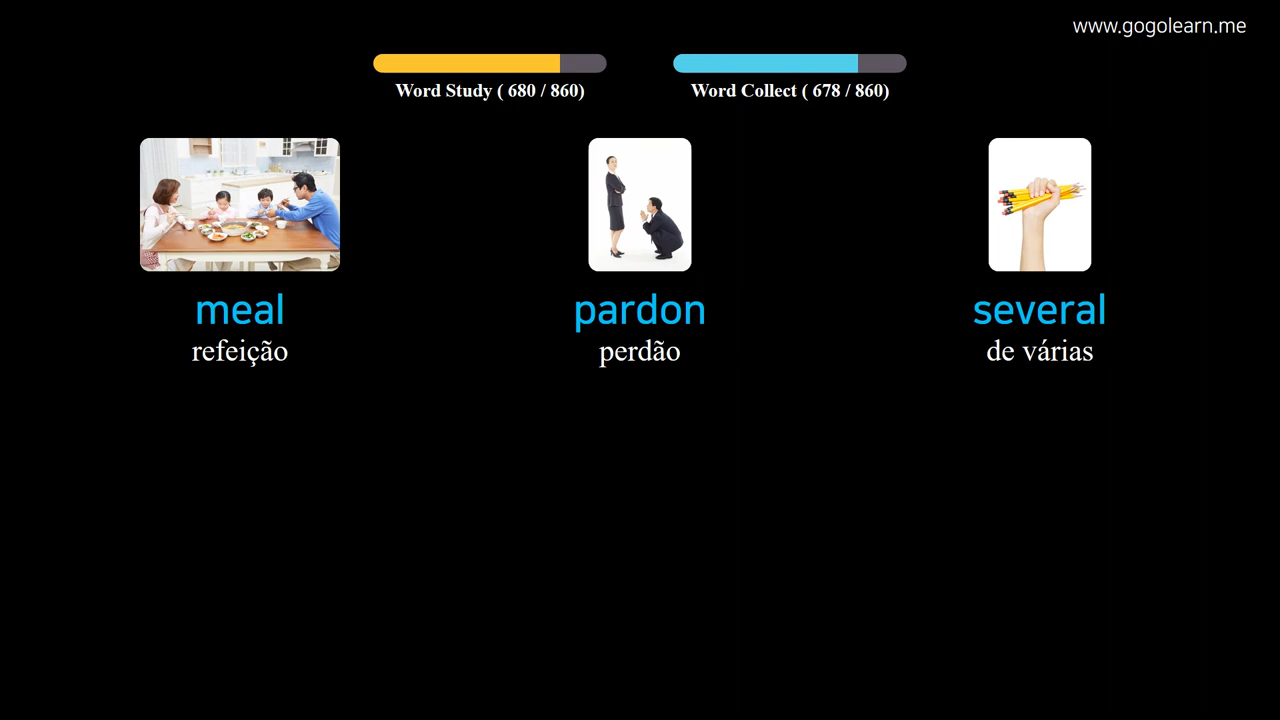 www.gogolearn.me
Word Study ( 680 / 860)
Word Collect ( 678 / 860)
meal
pardon
several
refeição
perdão
de várias